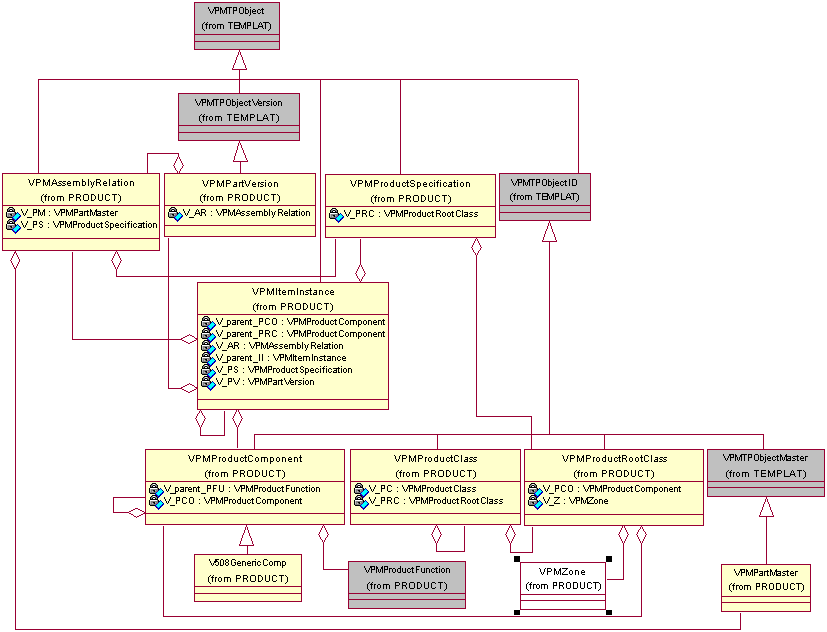 VPMTPObject
(from TEMPLAT)
VPMTPObjectVersion
(from TEMPLAT)
VPMAssemblyRelation
(from PRODUCT)
V_PM : VPMPartMaster
V_PS : VPMProductSpecification
VPMPartVersion
(from PRODUCT)
V_AR : VPMAssemblyRelation
VPMProductSpecification
(from PRODUCT)
V_PRC : VPMProductRootClass
VPMTPObjectID
(from TEMPLAT)
VPMItemInstance
(from PRODUCT)
V_parent_PCO : VPMProductComponent
V_parent_PRC : VPMProductComponent
V_AR : VPMAssemblyRelation
V_parent_II : VPMItemInstance
V_PS : VPMProductSpecification
V_PV : VPMPartVersion
VPMProductComponent
(from PRODUCT)
V_parent_PFU : VPMProductFunction
V_PCO : VPMProductComponent
VPMProductClass
(from PRODUCT)
V_PC : VPMProductClass
V_PRC : VPMProductRootClass
VPMProductRootClass
(from PRODUCT)
V_PCO : VPMProductComponent
V_Z : VPMZone
VPMTPObjectMaster
(from TEMPLAT)
V508GenericComp
(from PRODUCT)
VPMProductFunction
(from PRODUCT)
VPMZone
(from PRODUCT)
VPMPartMaster
(from PRODUCT)